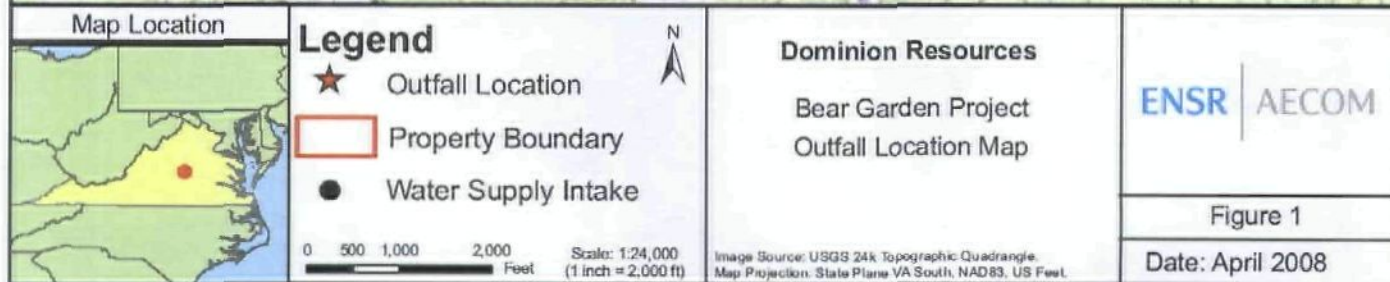 Map Location
Legend
N
Outfall Location
Property Boundary
Water Supply Intake
0 500 1,000 2,000
Feet
Scale: 1:24,000
(1 inch = 2,000 ft)
Dominion Resources
Bear Garden Project
Outfall Location Map
Image Source: USGS 24k Topographic Quadrangle.
Map Projection: State Plane VA South, NAD83, US Feet.
ENSR AECOM
Figure 1
Date: April 2008